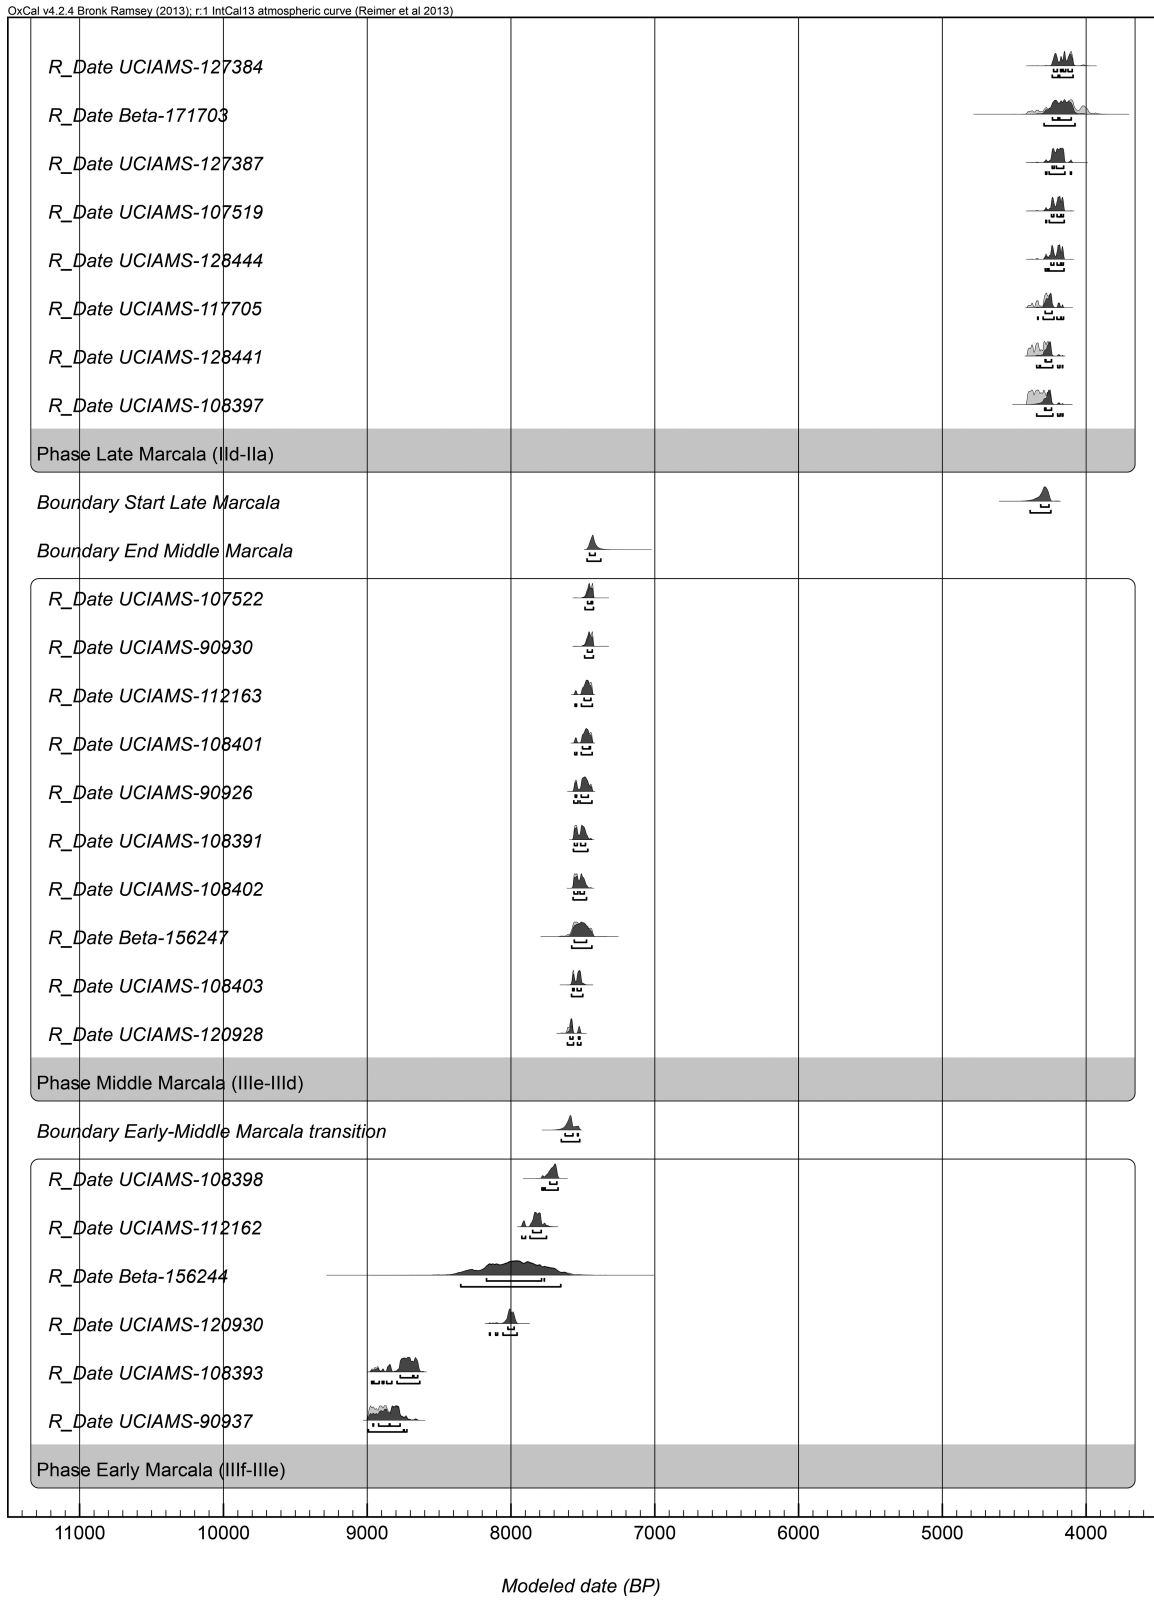 OxCal v4.2.4 Bronk Ramsey (2013); r:1 IntCal13 atmospheric curve (Reimer et al 2013)
R_Date UCIAMS-127384
R_Date Beta-171703
R_Date UCIAMS-127387
R_Date UCIAMS-107519
R_Date UCIAMS-128444
R_Date UCIAMS-117705
R_Date UCIAMS-128441
R_Date UCIAMS-108397
Phase Late Marcala (IId-IIa)
Boundary Start Late Marcala
Boundary End Middle Marcala
R_Date UCIAMS-107522
R_Date UCIAMS-90930
R_Date UCIAMS-112163
R_Date UCIAMS-108401
R_Date UCIAMS-90926
R_Date UCIAMS-108391
R_Date UCIAMS-108402
R_Date Beta-156247
R_Date UCIAMS-108403
R_Date UCIAMS-120928
Phase Middle Marcala (IIIe-IIId)
Boundary Early-Middle Marcala transition
R_Date UCIAMS-108398
R_Date UCIAMS-112162
R_Date Beta-156244
R_Date UCIAMS-120930
R_Date UCIAMS-108393
R_Date UCIAMS-90937
Phase Early Marcala (IIIf-IIIe)
11000 10000 9000 8000 7000 6000 5000 4000
Modeled date (BP)